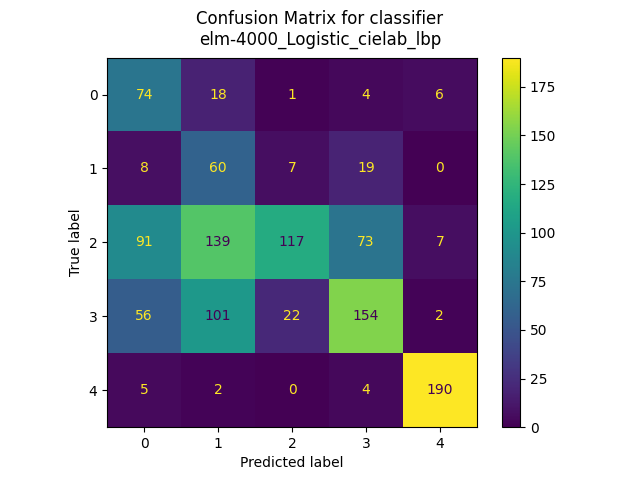 Confusion Matrix for classifier
elm-4000_Logistic_cielab_lbp
0 74 18 1 4 6
1 8 60 7 19 0
2 91 139 117 73 7
3 56 101 22 154 2
4 5 2 0 4 190
0 1 2 3 4
Predicted label
True label
175
150
125
100
75
50
25
0